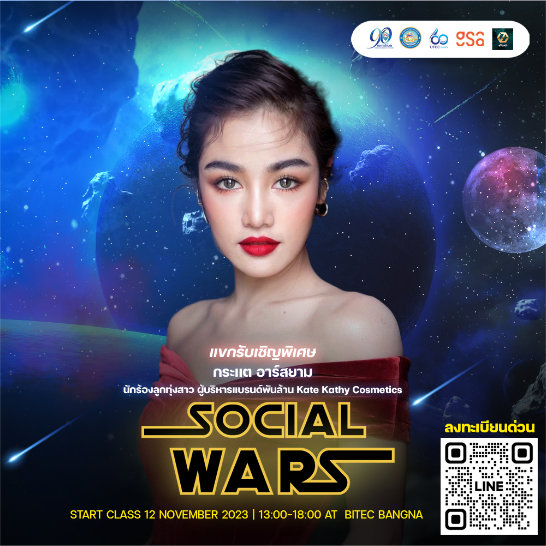 90
GSa
แขกรับเชิญพิเศษ
กระแต อาร์สยาม
นักร้องลูกทุ่งสาว ผู้บริหารแบรนด์พันล้าน Kate Kathy Cosmetics
SOCIAL
WARS
ลงทะเบียนด่วน
LINE
START CLASS 12 NOVEMBER 2023 | 13:00-18:00 AT BITEC BANGNA